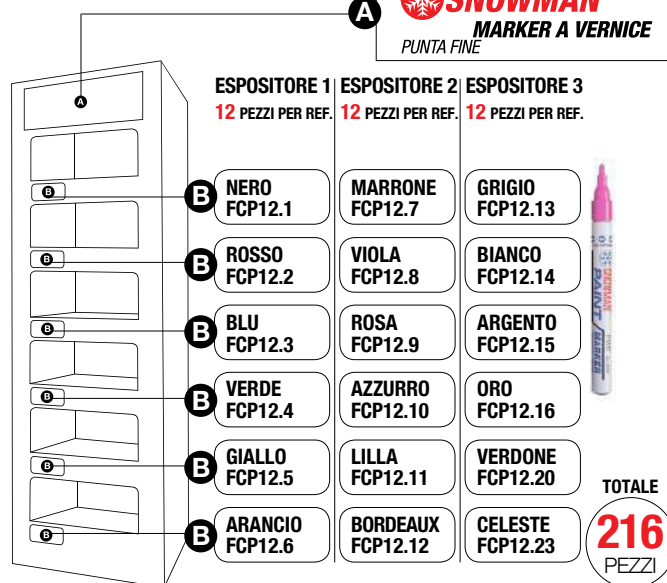 A
SNOWMAN
MARKER A VERNICE
PUNTA FINE
ESPOSITORE 1 ESPOSITORE 2 ESPOSITORE 3
12 PEZZI PER REF. 12 PEZZI PER REF. 12 PEZZI PER REF.
A
B B NERO MARRONE GRIGIO
FCP12.1 FCP12.7 FCP12.13
B B ROSSO VIOLA BIANCO
FCP12.2 FCP12.8 FCP12.14
B B BLU ROSA ARGENTO
FCP12.3 FCP12.9 FCP12.15
B B VERDE AZZURRO ORO
FCP12.4 FCP12.10 FCP12.16
B B GIALLO LILLA VERDONE
FCP12.5 FCP12.11 FCP12.20
B B ARANCIO BORDEAUX CELESTE
FCP12.6 FCP12.12 FCP12.23
SNOWMAN
PAINT MARKER
TOTALE
216
PEZZI